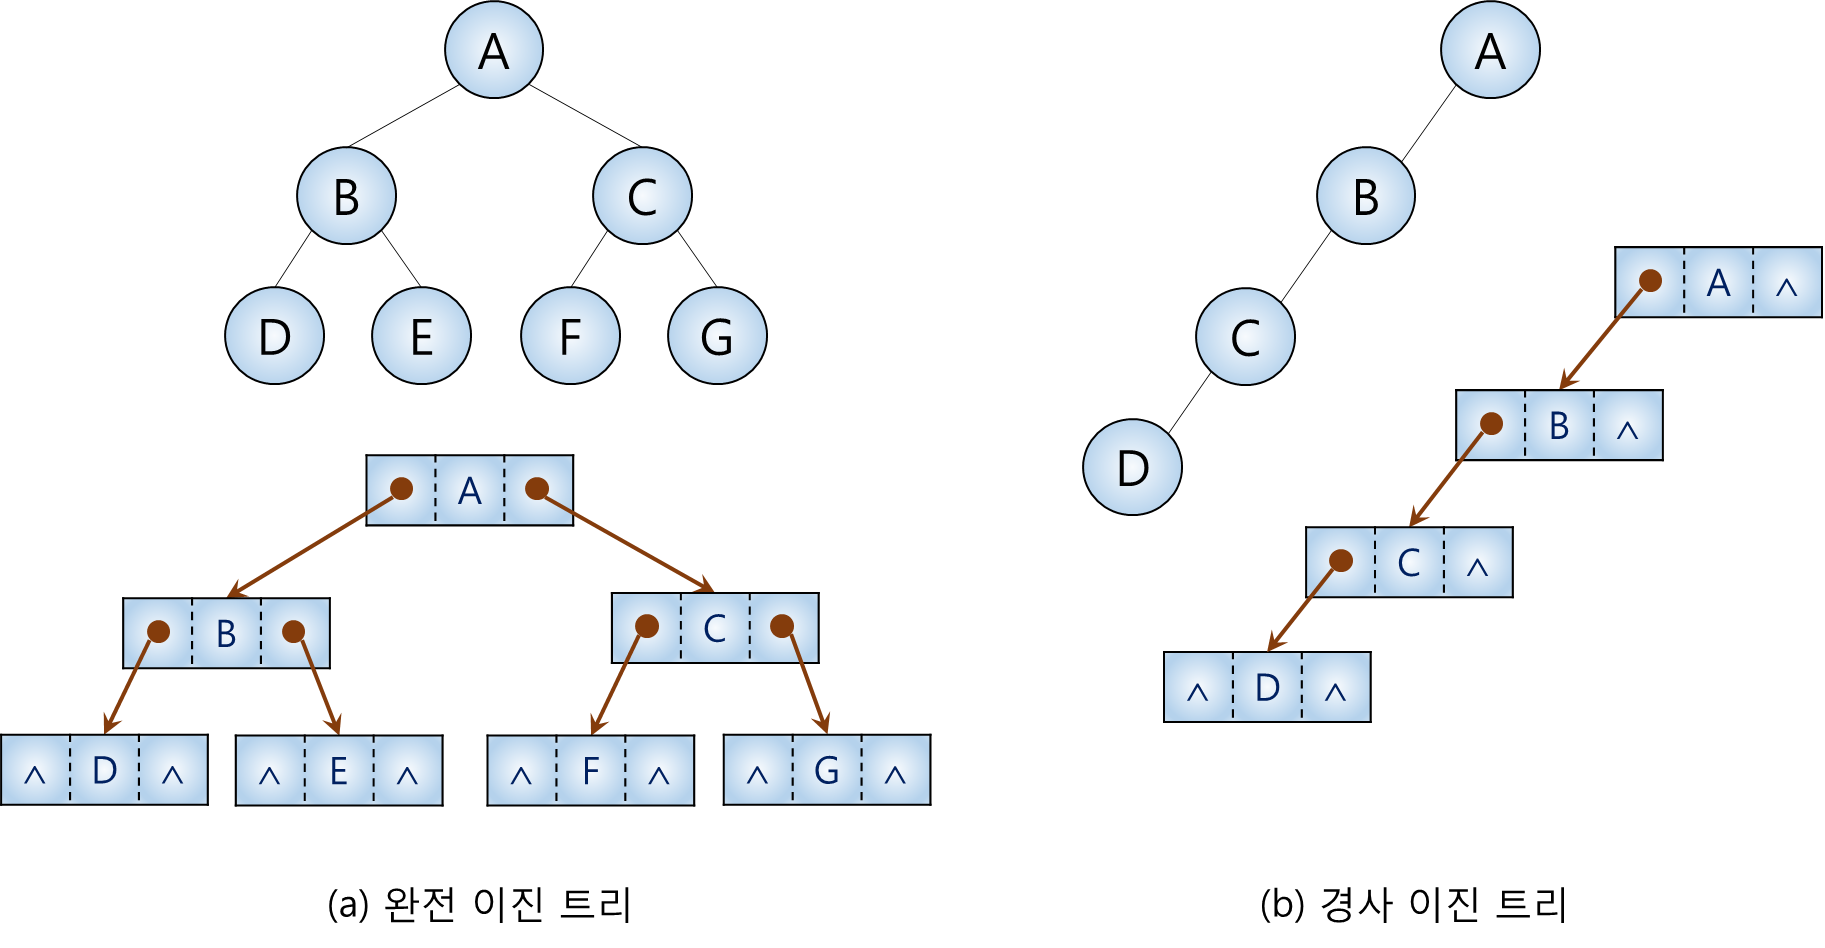 A
B C
D E F G
A
B C
^ D ^ ^ E ^ ^ F ^ ^ G ^
(a) 완전 이진 트리
A
B
C
D
A ^
B ^
C ^
^ D ^
(b) 경사 이진 트리